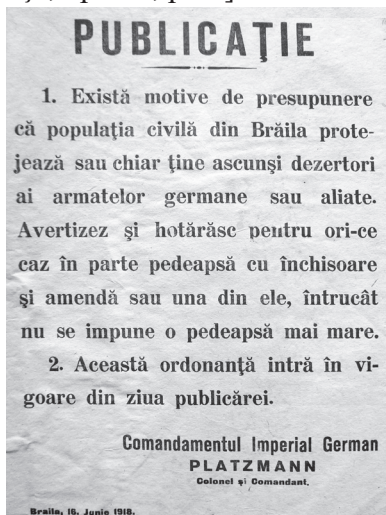 PUBLICAŢIE
1. Există motive de presupunere
că populaţia civilă din Brăila prote-
jează sau chiar ţine ascunşi dezertori
ai armatelor germane sau aliate.
Avertizez şi hotărăsc pentru ori-ce
caz în parte pedeapsă cu închisoare
şi amendă sau una din ele, întrucât
nu se impune o pedeapsă mai mare.
2. Această ordonanţă intră în vi-
goare din ziua publicărei.
Comandamentul Imperial German
PLATZMANN
Colonel şi Comandant.
Braila, 16. Junie 1918.